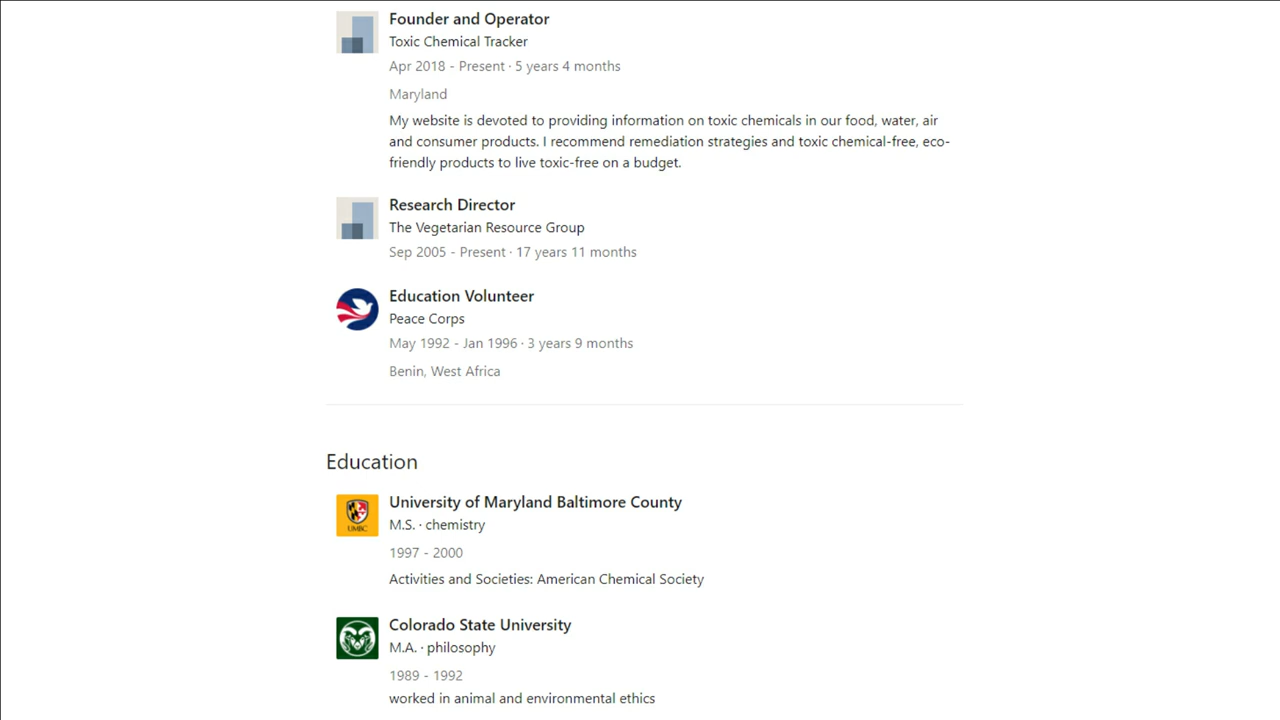 Founder and Operator
Toxic Chemical Tracker
Apr 2018 - Present · 5 years 4 months
Maryland
My website is devoted to providing information on toxic chemicals in our food, water, air
and consumer products. I recommend remediation strategies and toxic chemical-free, eco-
friendly products to live toxic-free on a budget.
Research Director
The Vegetarian Resource Group
Sep 2005 - Present · 17 years 11 months
Education Volunteer
Peace Corps
May 1992 - Jan 1996 · 3 years 9 months
Benin, West Africa
Education
University of Maryland Baltimore County
UMBC
M.S. · chemistry
1997 - 2000
Activities and Societies: American Chemical Society
Colorado State University
M.A. · philosophy
1989 - 1992
worked in animal and environmental ethics